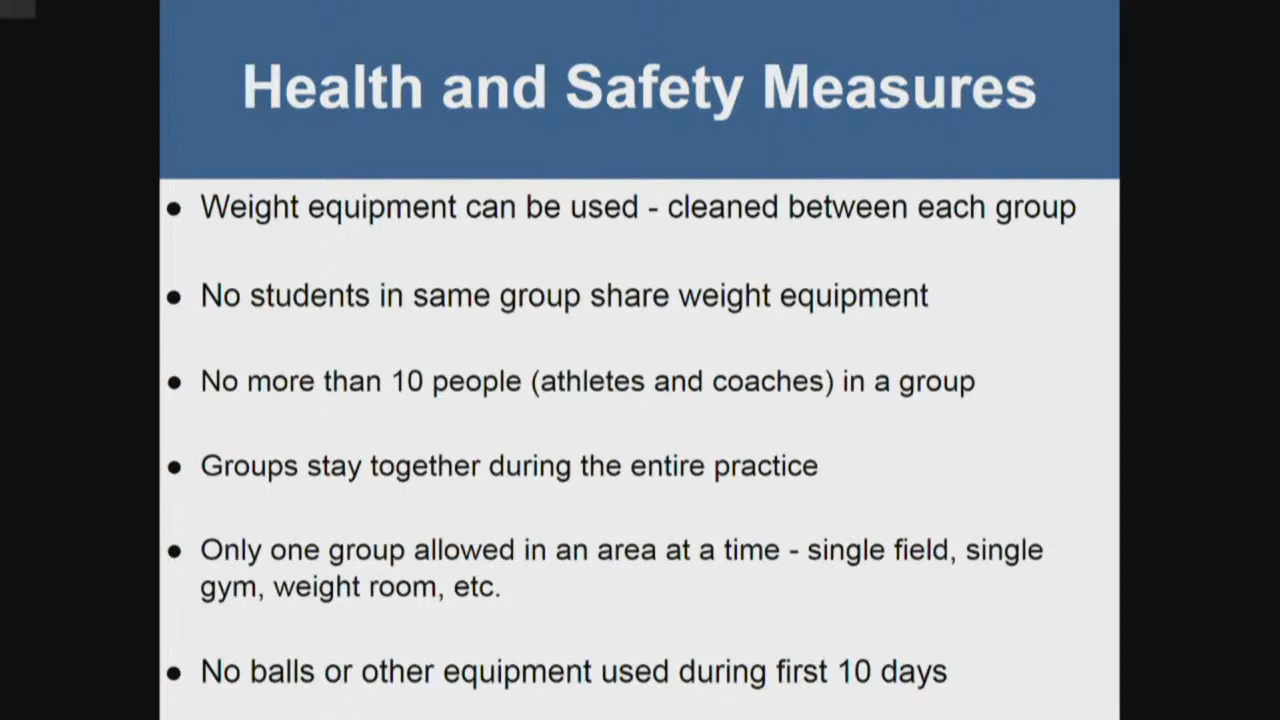 Health and Safety Measures
● Weight equipment can be used - cleaned between each group
● No students in same group share weight equipment
● No more than 10 people (athletes and coaches) in a group
● Groups stay together during the entire practice
● Only one group allowed in an area at a time - single field, single
gym, weight room, etc.
● No balls or other equipment used during first 10 days